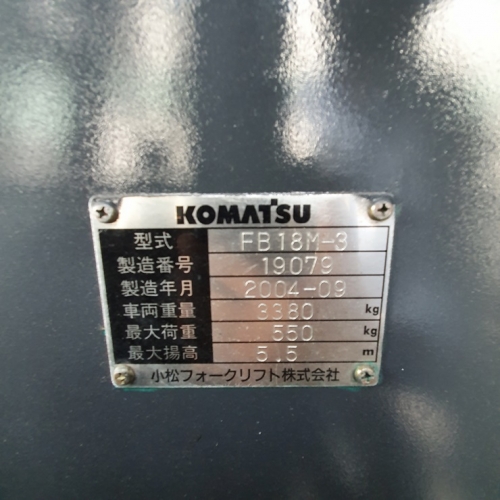 KOMATSU
型式 FB18M-3
製造番号 19079
製造年月 2004-09
車両重量 3380 kg
最大荷重 550 kg
最大揚高 5.5 m
小松フォークリフト株式会社